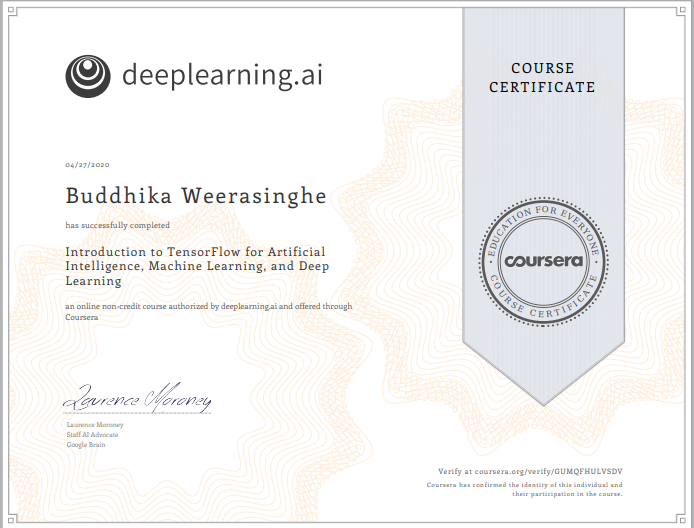 deeplearning.ai
COURSE
CERTIFICATE
04/27/2020
Buddhika Weerasinghe
has successfully completed
Introduction to TensorFlow for Artificial
Intelligence, Machine Learning, and Deep
Learning
an online non-credit course authorized by deeplearning.ai and offered through
Coursera
EDUCATION FOR EVERYONE
coursera
COURSE CERTIFICATE
Laurence Moroney
Laurence Moroney
Staff AI Advocate
Google Brain
Verify at coursera.org/verify/GUMQFHULVSDV
Coursera has confirmed the identity of this individual and
their participation in the course.